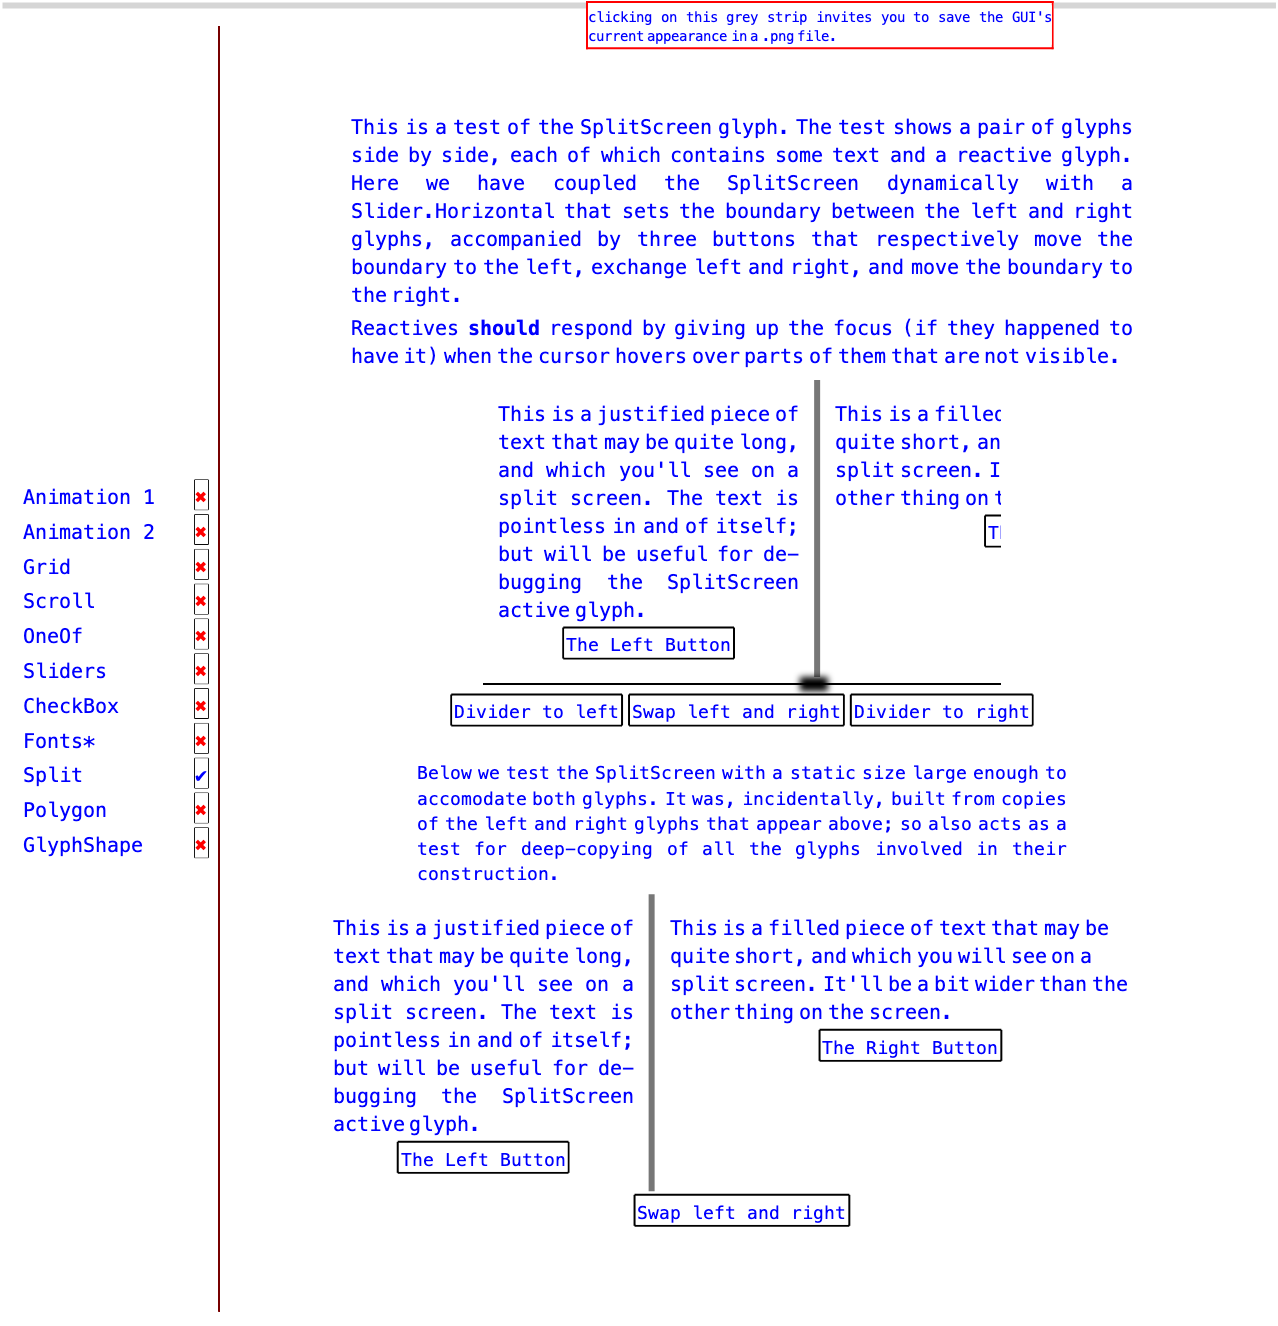 clicking on this grey strip invites you to save the GUI's
current appearance in a .png file.
This is a test of the SplitScreen glyph. The test shows a pair of glyphs
side by side, each of which contains some text and a reactive glyph.
Here we have coupled the SplitScreen dynamically with a
Slider.Horizontal that sets the boundary between the left and right
glyphs, accompanied by three buttons that respectively move the
boundary to the left, exchange left and right, and move the boundary to
the right.
Reactives should respond by giving up the focus (if they happened to
have it) when the cursor hovers over parts of them that are not visible.
This is a justified piece of
text that may be quite long,
and which you'll see on a
split screen. The text is
pointless in and of itself;
but will be useful for de–
bugging the SplitScreen
active glyph.
The Left Button
This is a filled
quite short, an
split screen. I
other thing on t
T
Divider to left
Swap left and right
Divider to right
Animation 1 ✖
Animation 2 ✖
Grid ✖
Scroll ✖
OneOf ✖
Sliders ✖
CheckBox ✖
Fonts* ✖
Split ✔
Polygon ✖
GlyphShape ✖
Below we test the SplitScreen with a static size large enough to
accomodate both glyphs. It was, incidentally, built from copies
of the left and right glyphs that appear above; so also acts as a
test for deep–copying of all the glyphs involved in their
construction.
This is a justified piece of
text that may be quite long,
and which you'll see on a
split screen. The text is
pointless in and of itself;
but will be useful for de–
bugging the SplitScreen
active glyph.
The Left Button
This is a filled piece of text that may be
quite short, and which you will see on a
split screen. It'll be a bit wider than the
other thing on the screen.
The Right Button
Swap left and right